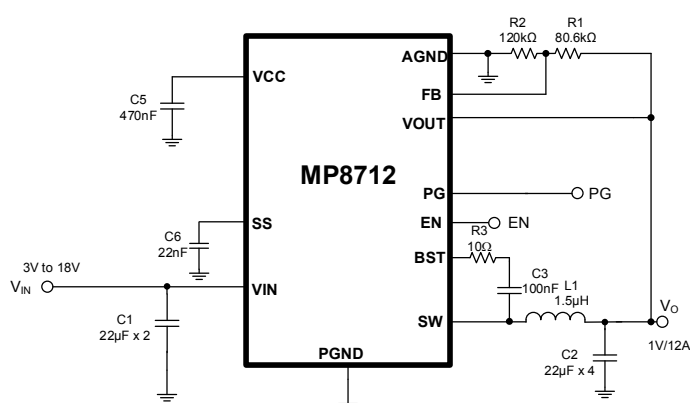 R2
120kΩ
R1
80.6kΩ
AGND
FB
VOUT
VCC
C5
470nF
MP8712
PG
PG
EN
EN
SS
C6
22nF
R3
10Ω
BST
3V to 18V
VIN
VIN
C3
100nF
L1
1.5µH
C1
22µF x 2
SW
VO
1V/12A
PGND
C2
22µF x 4